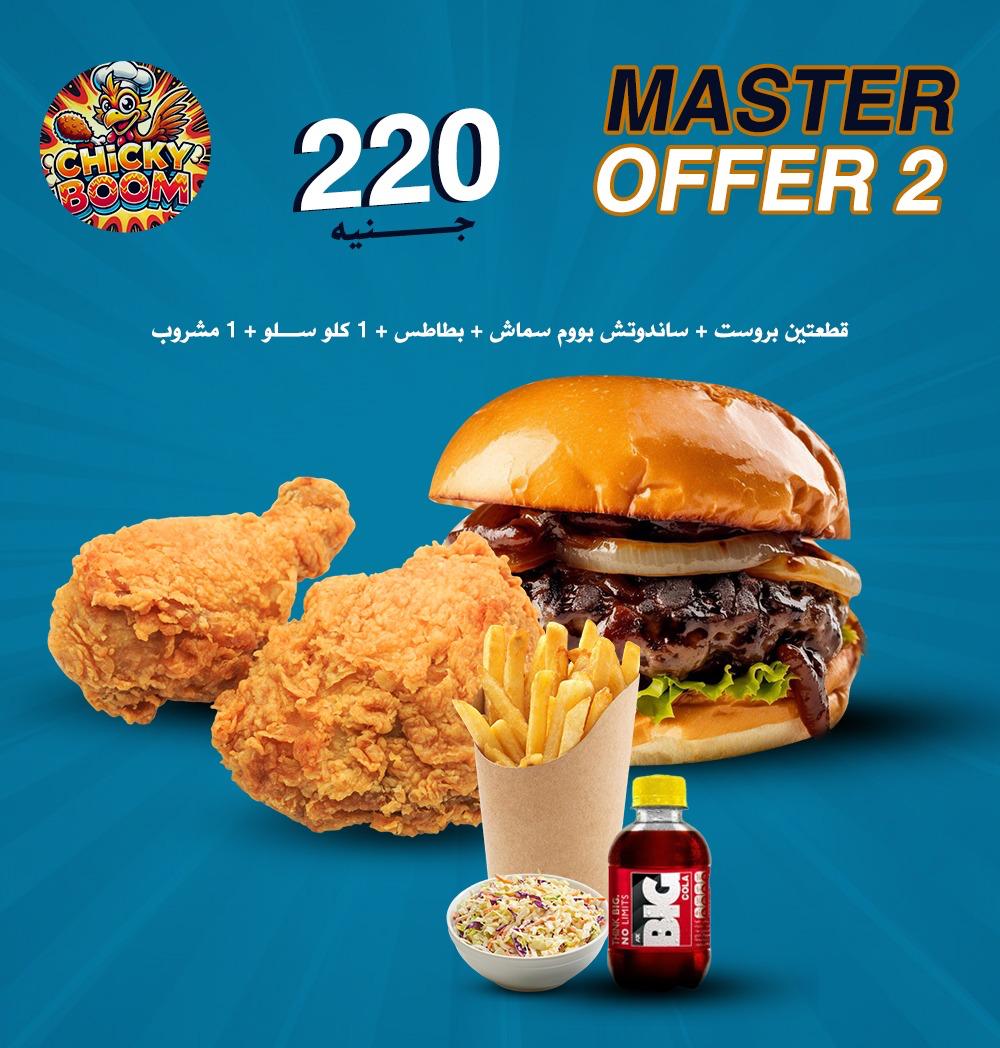 CHiCKY
BOOM
220
جنيه
MASTER
OFFER 2
قطعتين بروست + ساندوتش بووم سماش + بطاطس + 1 كلو سلو + 1 مشروب
THINK BIG.
NO LIMITS
BIG
COLA